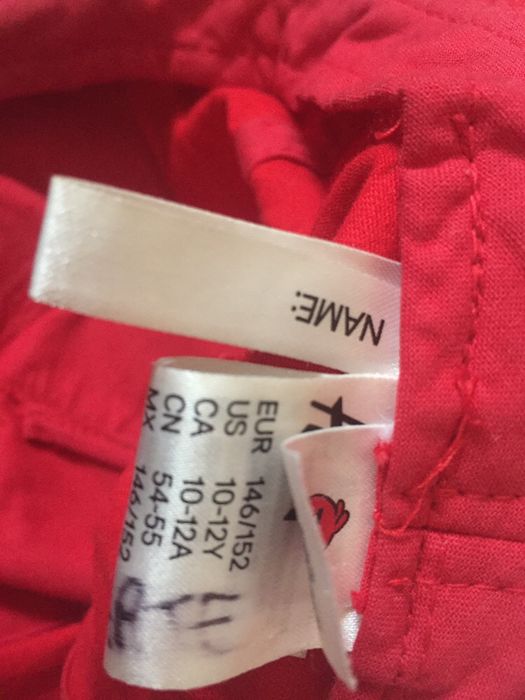 NAME:
EUR 146/152
US 10-12Y
CA 10-12A
CN 54-55
MX 146/152